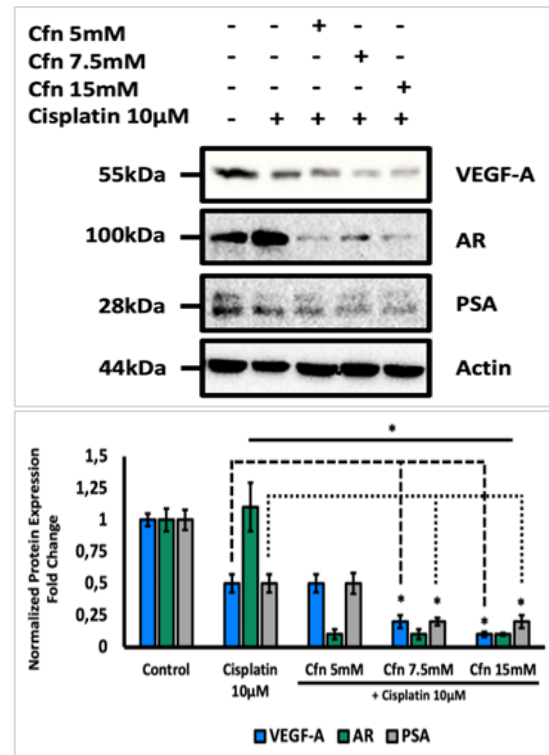 Cfn 5mM - - + - -
Cfn 7.5mM - - - + -
Cfn 15mM - - - - +
Cisplatin 10µM - + + + +
55kDa VEGF-A
100kDa AR
28kDa PSA
44kDa Actin
*
1,5
1,25
1
0,75
0,5
0,25
0
Normalized Protein Expression
Fold Change
* * * *
Control Cisplatin 10µM Cfn 5mM Cfn 7.5mM Cfn 15mM
+ Cisplatin 10µM
VEGF-A AR PSA